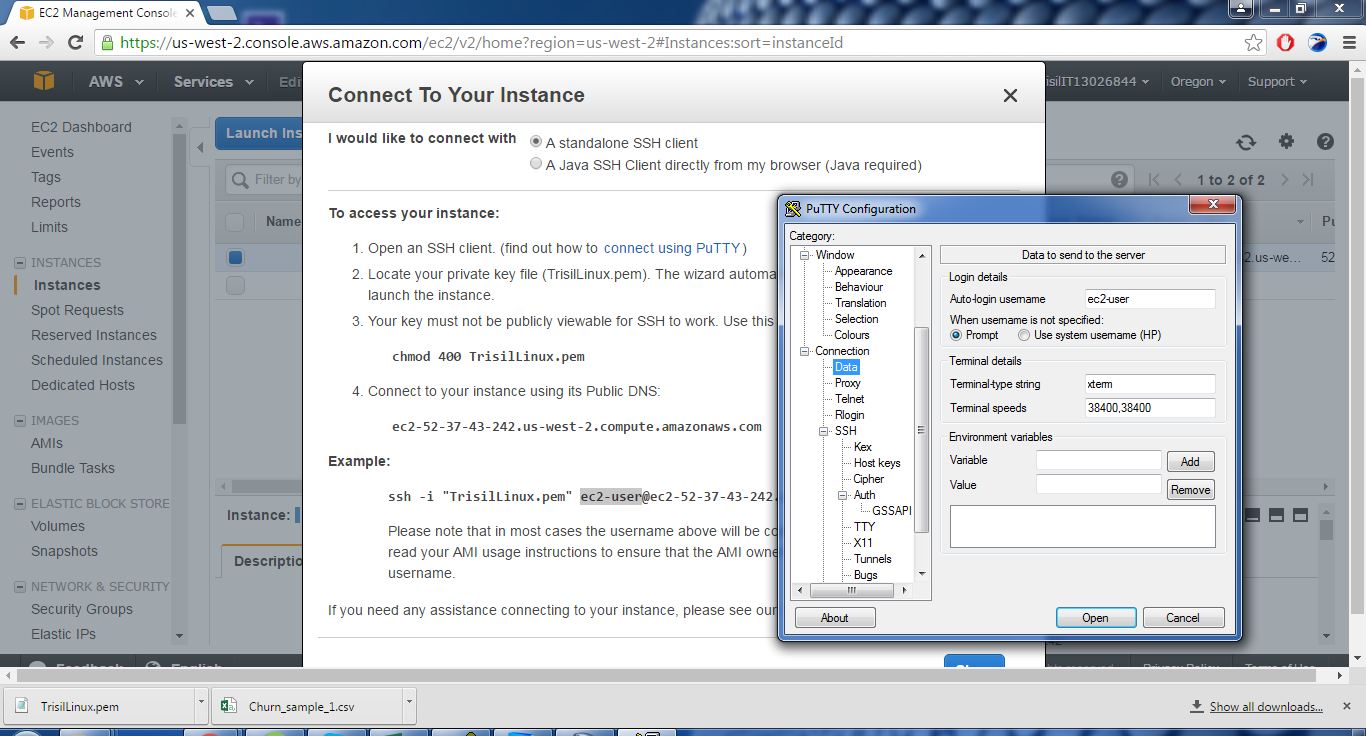 EC2 Management Console
https://us-west-2.console.aws.amazon.com/ec2/v2/home?region=us-west-2#Instances:sort=instanceId
AWS Services
isilIT13026844 Oregon Support
EC2 Dashboard
Events
Tags
Reports
Limits
INSTANCES
Instances
Spot Requests
Reserved Instances
Scheduled Instances
Dedicated Hosts
IMAGES
AMIs
Bundle Tasks
ELASTIC BLOCK STORE
Volumes
Snapshots
NETWORK & SECURITY
Security Groups
Elastic IPs
Launch Ins
Filter by
1 to 2 of 2
Name
2.us-we... 52
Instance:
Descriptio
Connect To Your Instance
I would like to connect with
A standalone SSH client
A Java SSH Client directly from my browser (Java required)
To access your instance:
1. Open an SSH client. (find out how to connect using PuTTY)
2. Locate your private key file (TrisilLinux.pem). The wizard automa
launch the instance.
3. Your key must not be publicly viewable for SSH to work. Use this
chmod 400 TrisilLinux.pem
4. Connect to your instance using its Public DNS:
ec2-52-37-43-242.us-west-2.compute.amazonaws.com
Example:
ssh -i "TrisilLinux.pem" ec2-user@ec2-52-37-43-242.
Please note that in most cases the username above will be co
read your AMI usage instructions to ensure that the AMI owne
username.
If you need any assistance connecting to your instance, please see our
PuTTY Configuration
Category:
Window
Appearance
Behaviour
Translation
Selection
Colours
Connection
Data
Proxy
Telnet
Rlogin
SSH
Kex
Host keys
Cipher
Auth
GSSAPI
TTY
X11
Tunnels
Bugs
Data to send to the server
Login details
Auto-login username ec2-user
When username is not specified:
Prompt Use system username (HP)
Terminal details
Terminal-type string xterm
Terminal speeds 38400,38400
Environment variables
Variable Add
Value Remove
About Open Cancel
TrisilLinux.pem
Churn_sample_1.csv
Show all downloads...